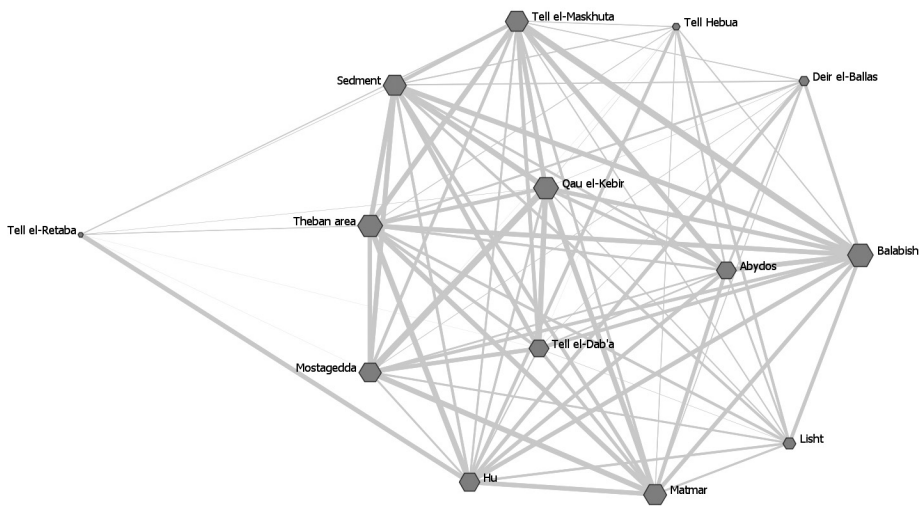 Tell el-Maskhuta
Tell Hebua
Sedment
Deir el-Ballas
Qau el-Kebir
Theban area
Tell el-Retaba
Balabish
Abydos
Tell el-Dab'a
Mostagedda
Lisht
Hu
Matmar